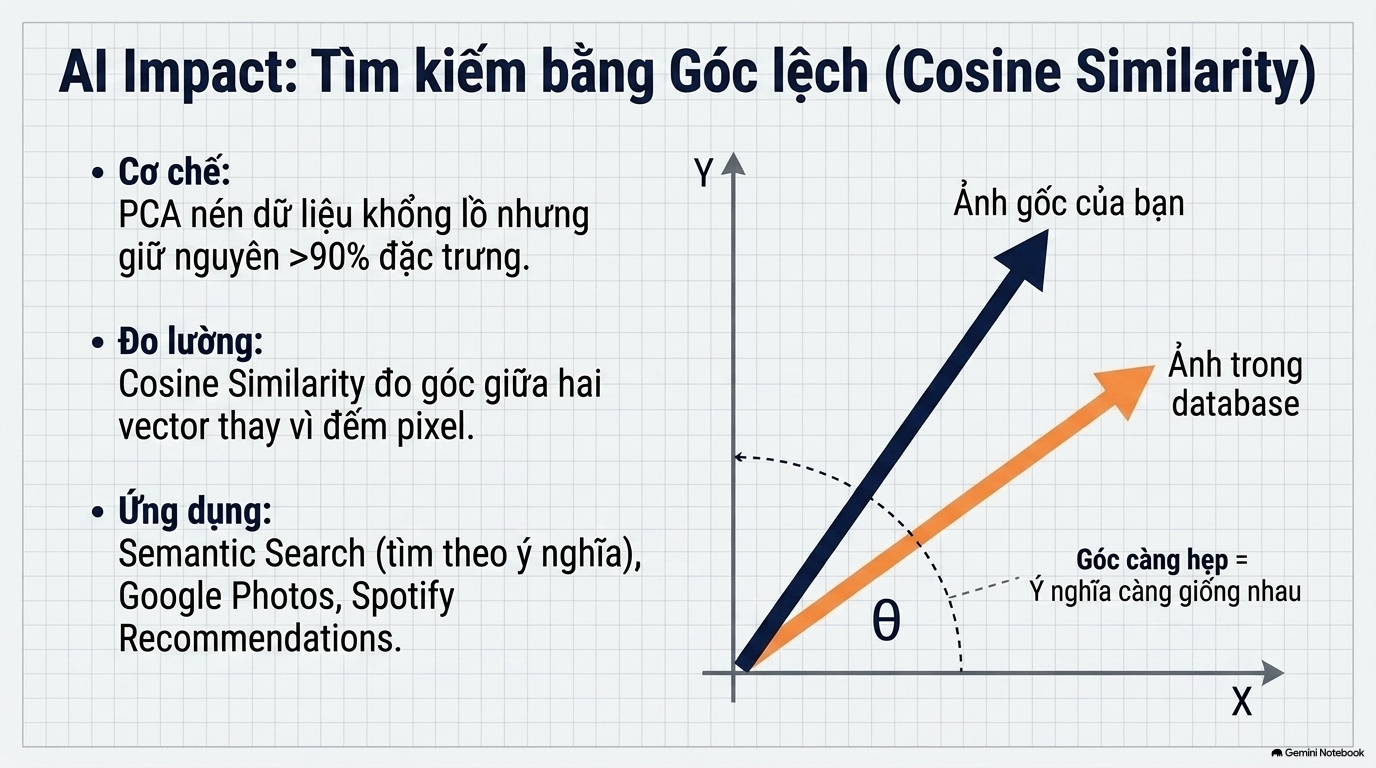 AI Impact: Tìm kiếm bằng Góc lệch (Cosine Similarity)
• Cơ chế:
PCA nén dữ liệu khổng lồ nhưng
giữ nguyên >90% đặc trưng.
• Đo lường:
Cosine Similarity đo góc giữa hai
vector thay vì đếm pixel.
• Ứng dụng:
Semantic Search (tìm theo ý nghĩa),
Google Photos, Spotify
Recommendations.
Y
Ảnh gốc của bạn
Ảnh trong
database
Góc càng hẹp =
Ý nghĩa càng giống nhau
θ
X
Gemini Notebook